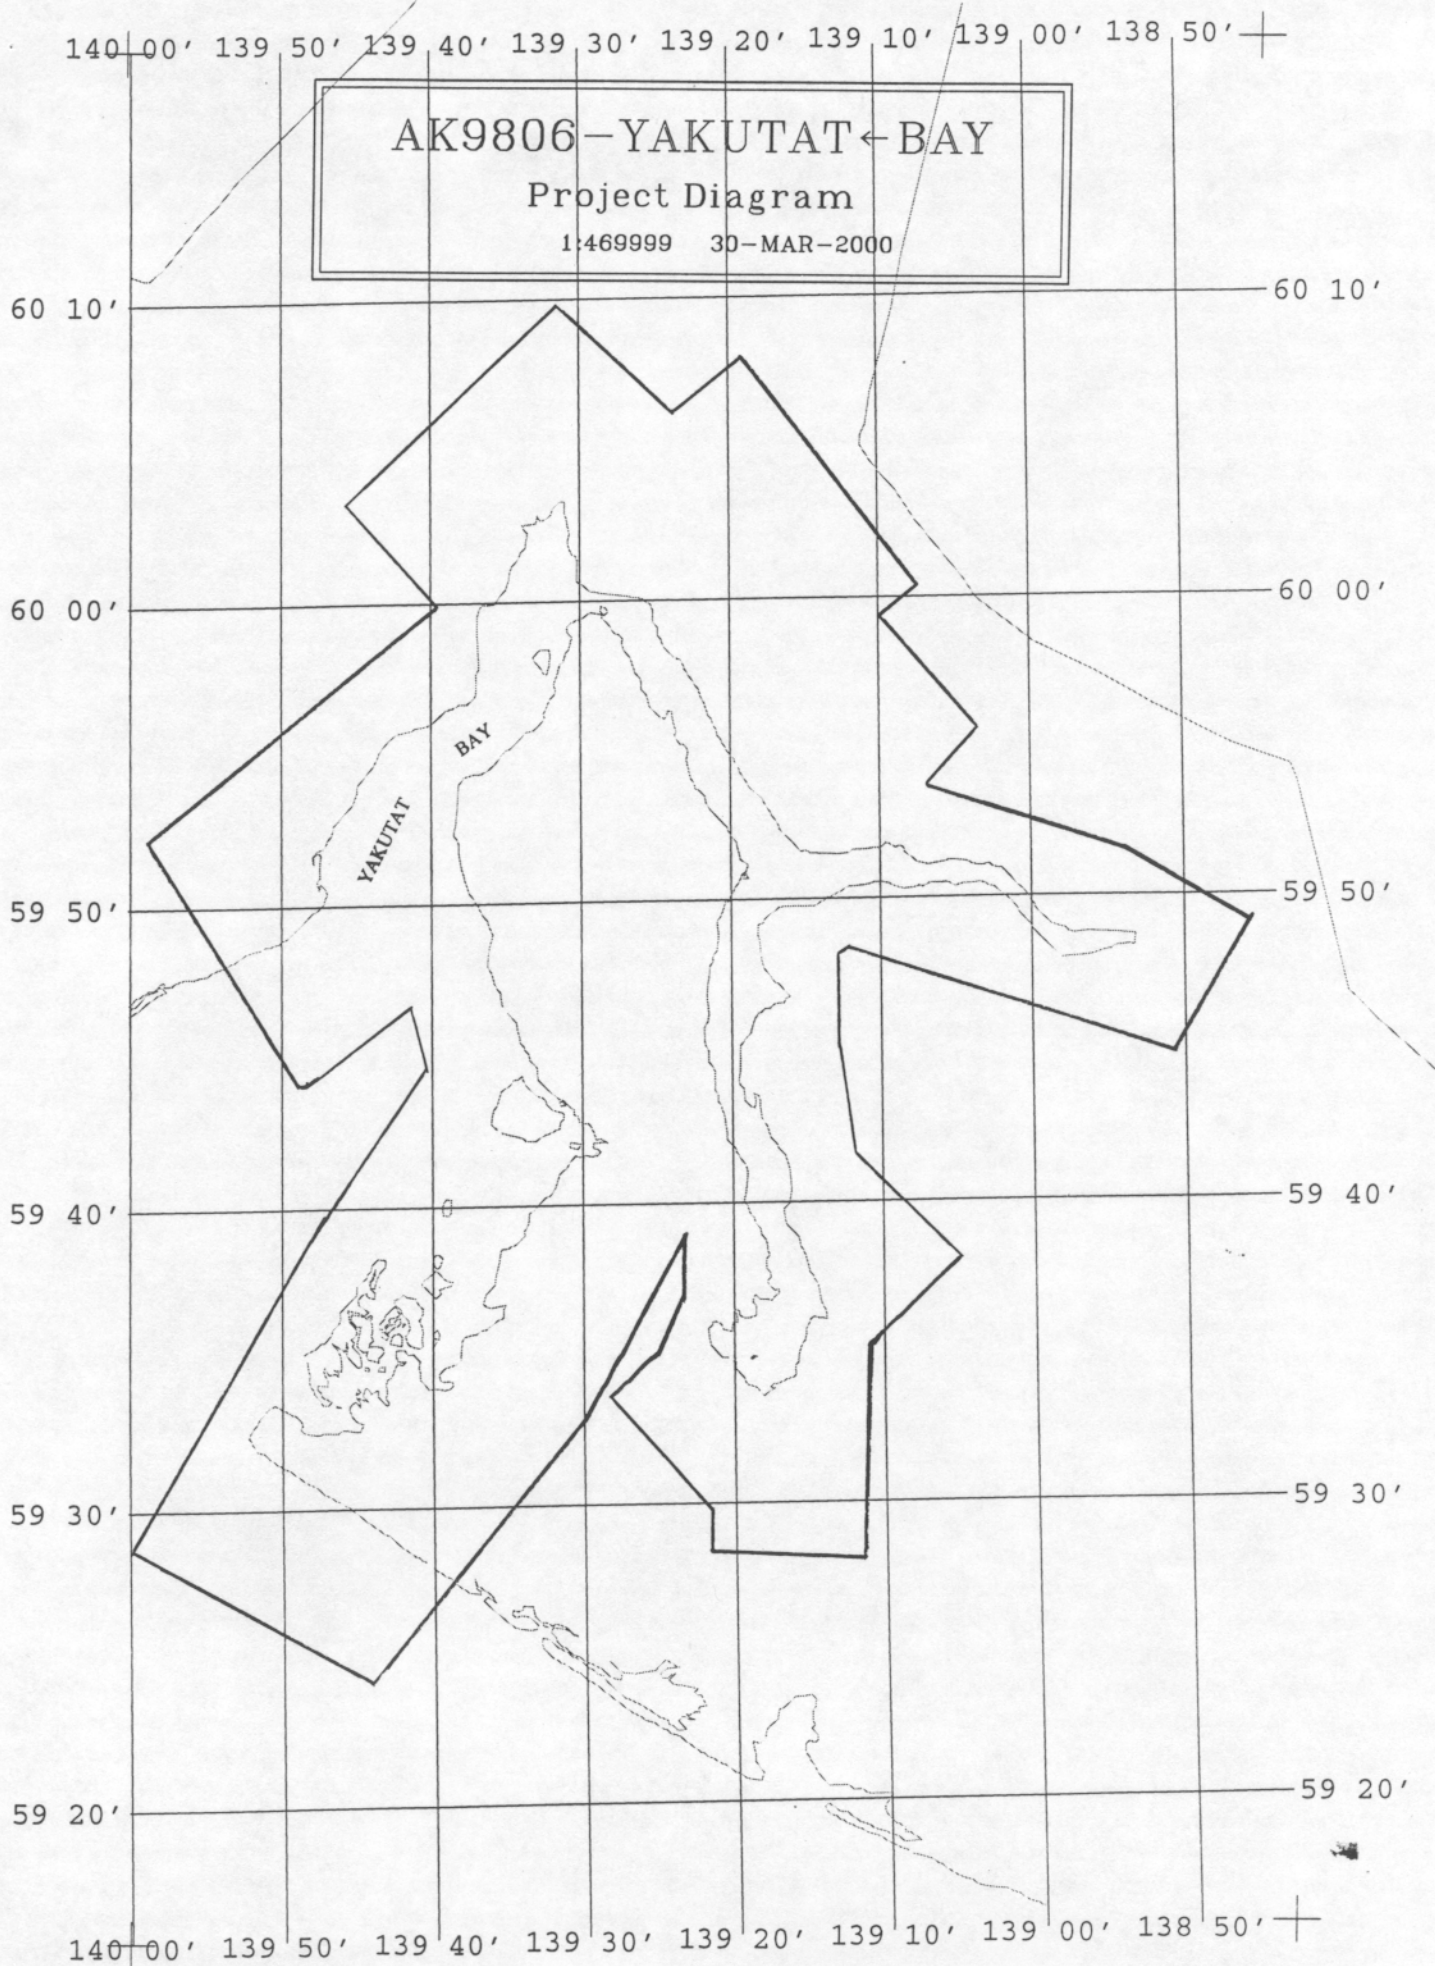 140 00' 139 50' 139 40' 139 30' 139 20' 139 10' 139 00' 138 50'
AK9806-YAKUTAT←BAY
Project Diagram
1:469999 30-MAR-2000
60 10' 60 10'
60 00' 60 00'
BAY
YAKUTAT
59 50' 59 50'
59 40' 59 40'
59 30' 59 30'
59 20' 59 20'
140 00' 139 50' 139 40' 139 30' 139 20' 139 10' 139 00' 138 50'